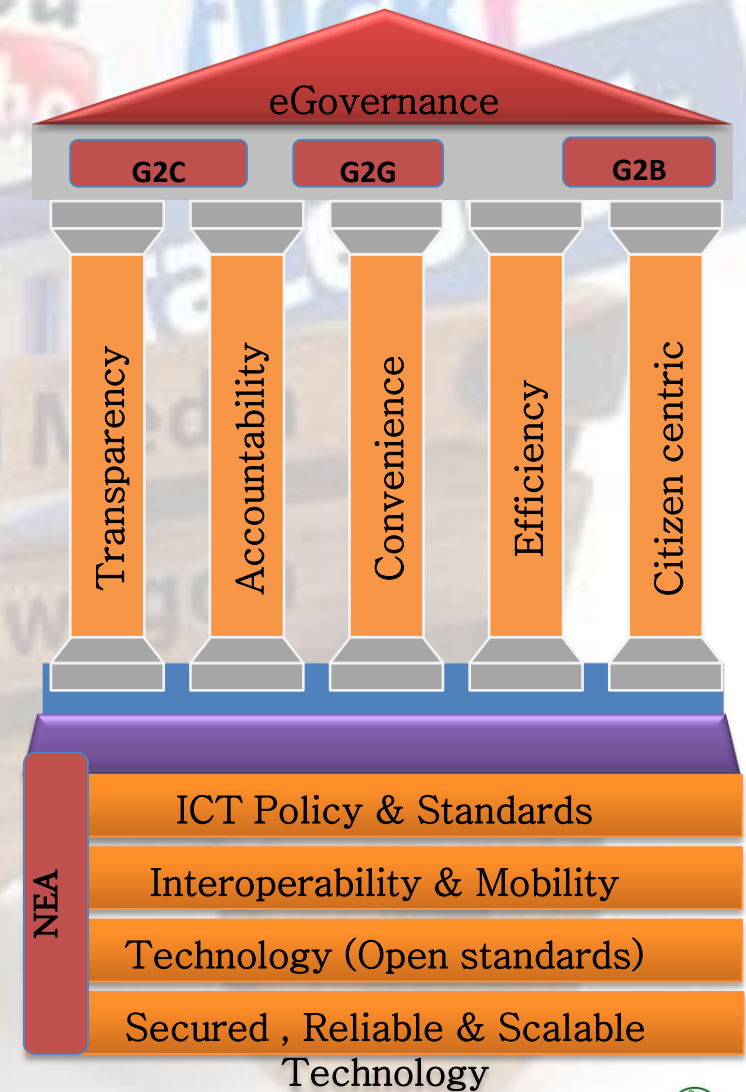 eGovernance
G2C G2G G2B
Transparency
Accountability
Convenience
Efficiency
Citizen centric
NEA
ICT Policy & Standards
Interoperability & Mobility
Technology (Open standards)
Secured , Reliable & Scalable
Technology